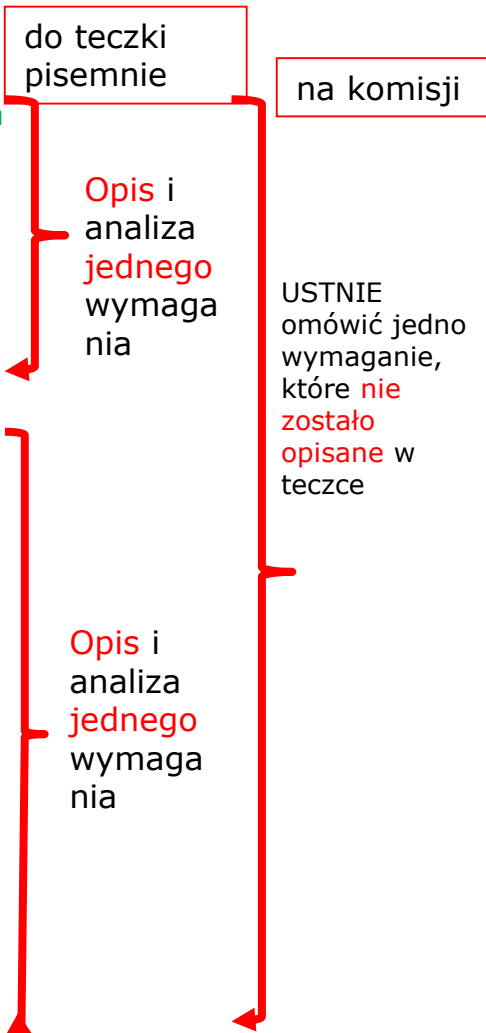 do teczki
pisemnie
na komisji
Opis i
analiza
jednego
wymaga
nia
USTNIE
omówić jedno
wymaganie,
które nie
zostało
opisane w
teczce
Opis i
analiza
jednego
wymaga
nia